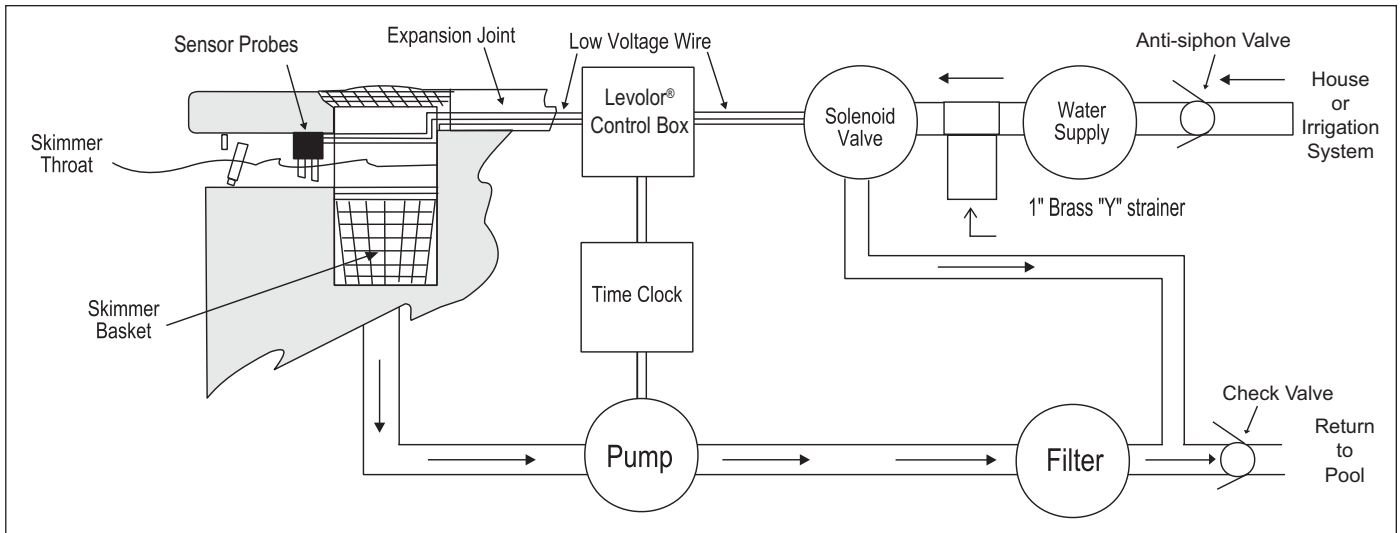 Sensor Probes
Expansion Joint
Low Voltage Wire
Anti-siphon Valve
Levolor®
Control Box
Solenoid
Valve
Water
Supply
House
or
Irrigation
System
Skimmer
Throat
1" Brass "Y" strainer
Time Clock
Skimmer
Basket
Check Valve
Pump
Filter
Return
to
Pool